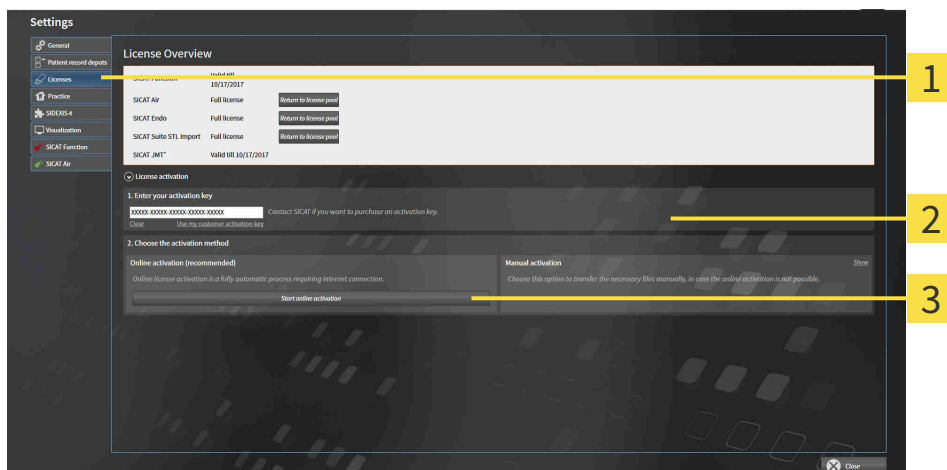 Settings
General
Patient record depots
Licenses
Practice
SIDEXIS 4
Visualization
SICAT Function
SICAT Air
License Overview
10/17/2017
SICAT Air Full license Return to license pool
SICAT Endo Full license Return to license pool
SICAT Suite STL Import Full license Return to license pool
SICAT JMT⁺ Valid till 10/17/2017
License activation
1. Enter your activation key
XXXXX-XXXXX-XXXXX-XXXXX-XXXXX Contact SICAT if you want to purchase an activation key.
Clear Use my customer activation key
2. Choose the activation method
Online activation (recommended)
Online license activation is a fully automatic process requiring Internet connection.
Start online activation
Manual activation Show
Choose this option to transfer the necessary files manually, in case the online activation is not possible.
Close
1
2
3